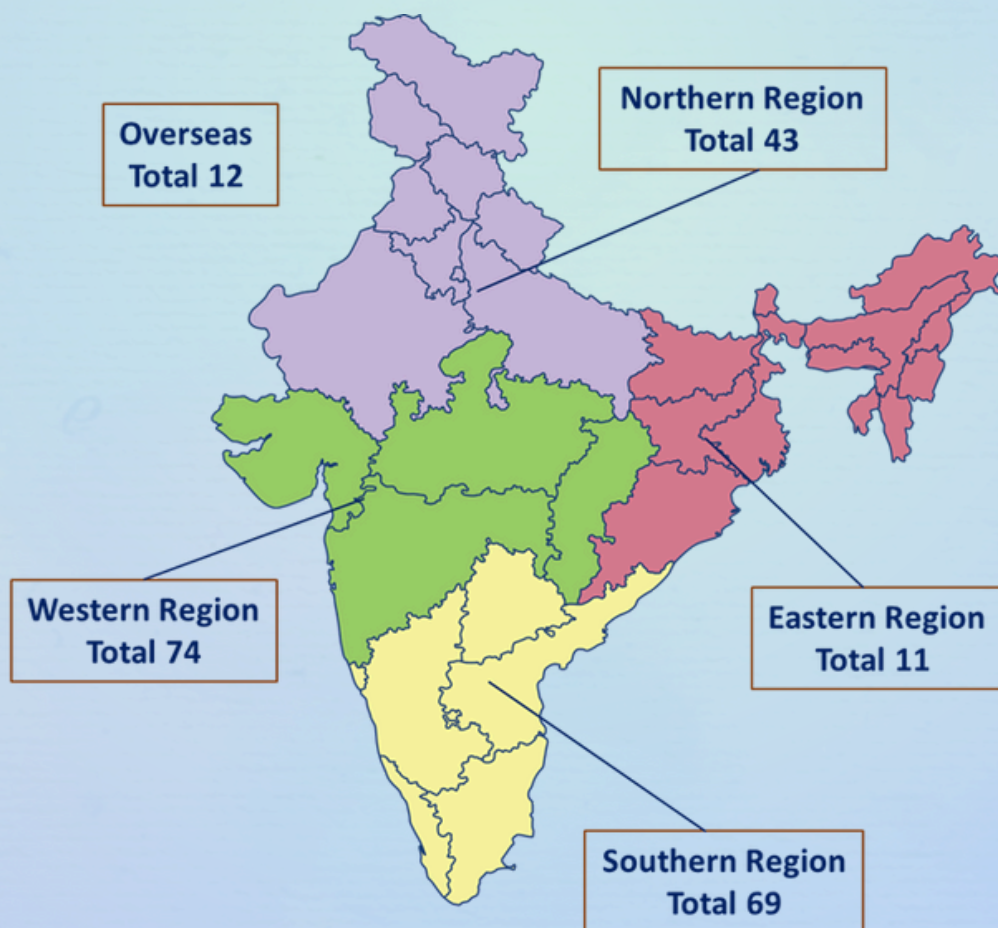 Overseas
Total 12
Northern Region
Total 43
Western Region
Total 74
Eastern Region
Total 11
Southern Region
Total 69